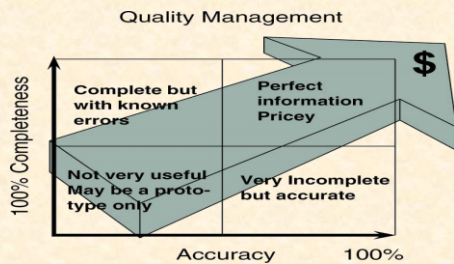 Quality Management
$
Complete but
with known
errors
Perfect
information
Pricey
100% Completeness
Not very useful
May be a proto-
type only
Very Incomplete
but accurate
Accuracy
100%